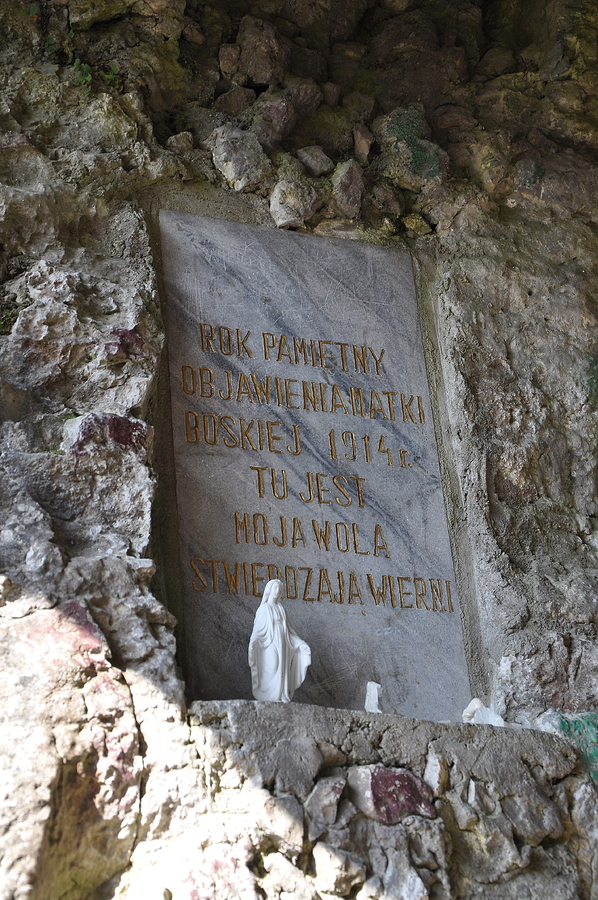 ROK PAMIĘTNY
OBJAWIENIA MATKI
BOSKIEJ 1914 r.
TU JEST
MOJA WOLA
STWIERDZAJĄ WIERNI